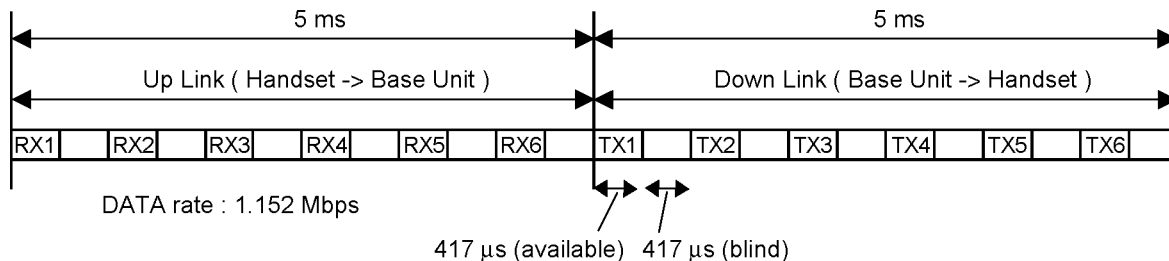 5 ms 5 ms
Up Link ( Handset -> Base Unit ) Down Link ( Base Unit -> Handset )
RX1 RX2 RX3 RX4 RX5 RX6 TX1 TX2 TX3 TX4 TX5 TX6
DATA rate : 1.152 Mbps
417 μs (available) 417 μs (blind)